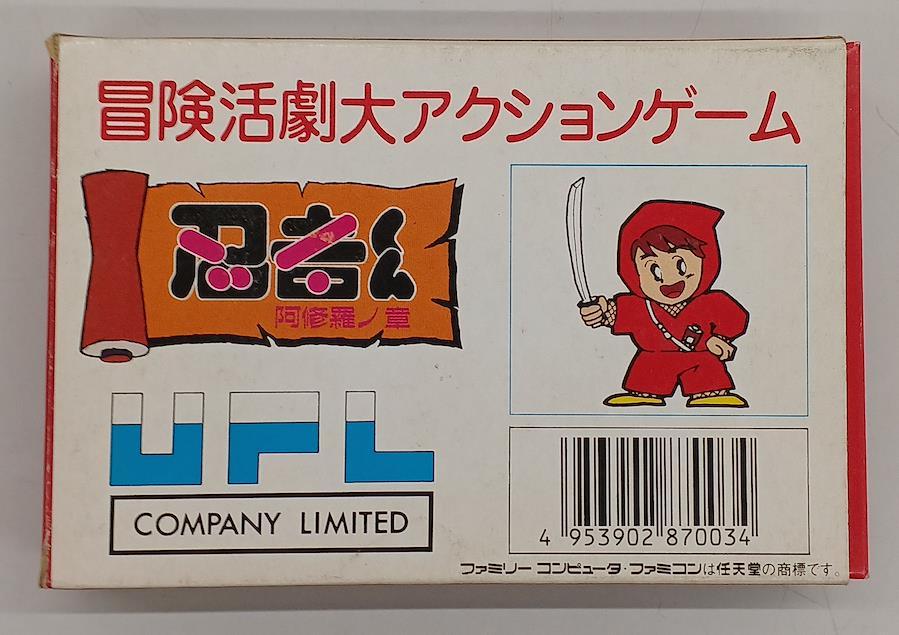 冒険活劇大アクションゲーム
忍者くん
阿修羅ノ章
UPL
COMPANY LIMITED
4 953902 870034
ファミリーコンピュータ・ファミコンは任天堂の商標です。